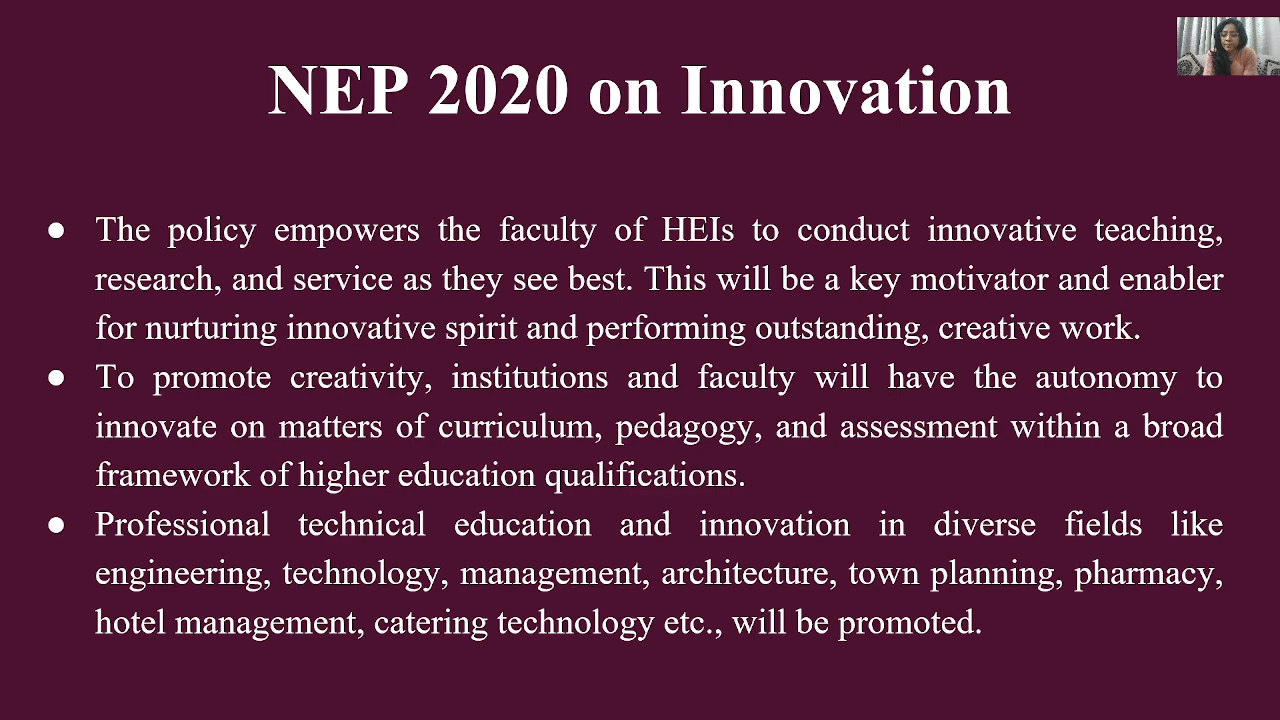 NEP 2020 on Innovation
● The policy empowers the faculty of HEIs to conduct innovative teaching,
research, and service as they see best. This will be a key motivator and enabler
for nurturing innovative spirit and performing outstanding, creative work.
● To promote creativity, institutions and faculty will have the autonomy to
innovate on matters of curriculum, pedagogy, and assessment within a broad
framework of higher education qualifications.
● Professional technical education and innovation in diverse fields like
engineering, technology, management, architecture, town planning, pharmacy,
hotel management, catering technology etc., will be promoted.